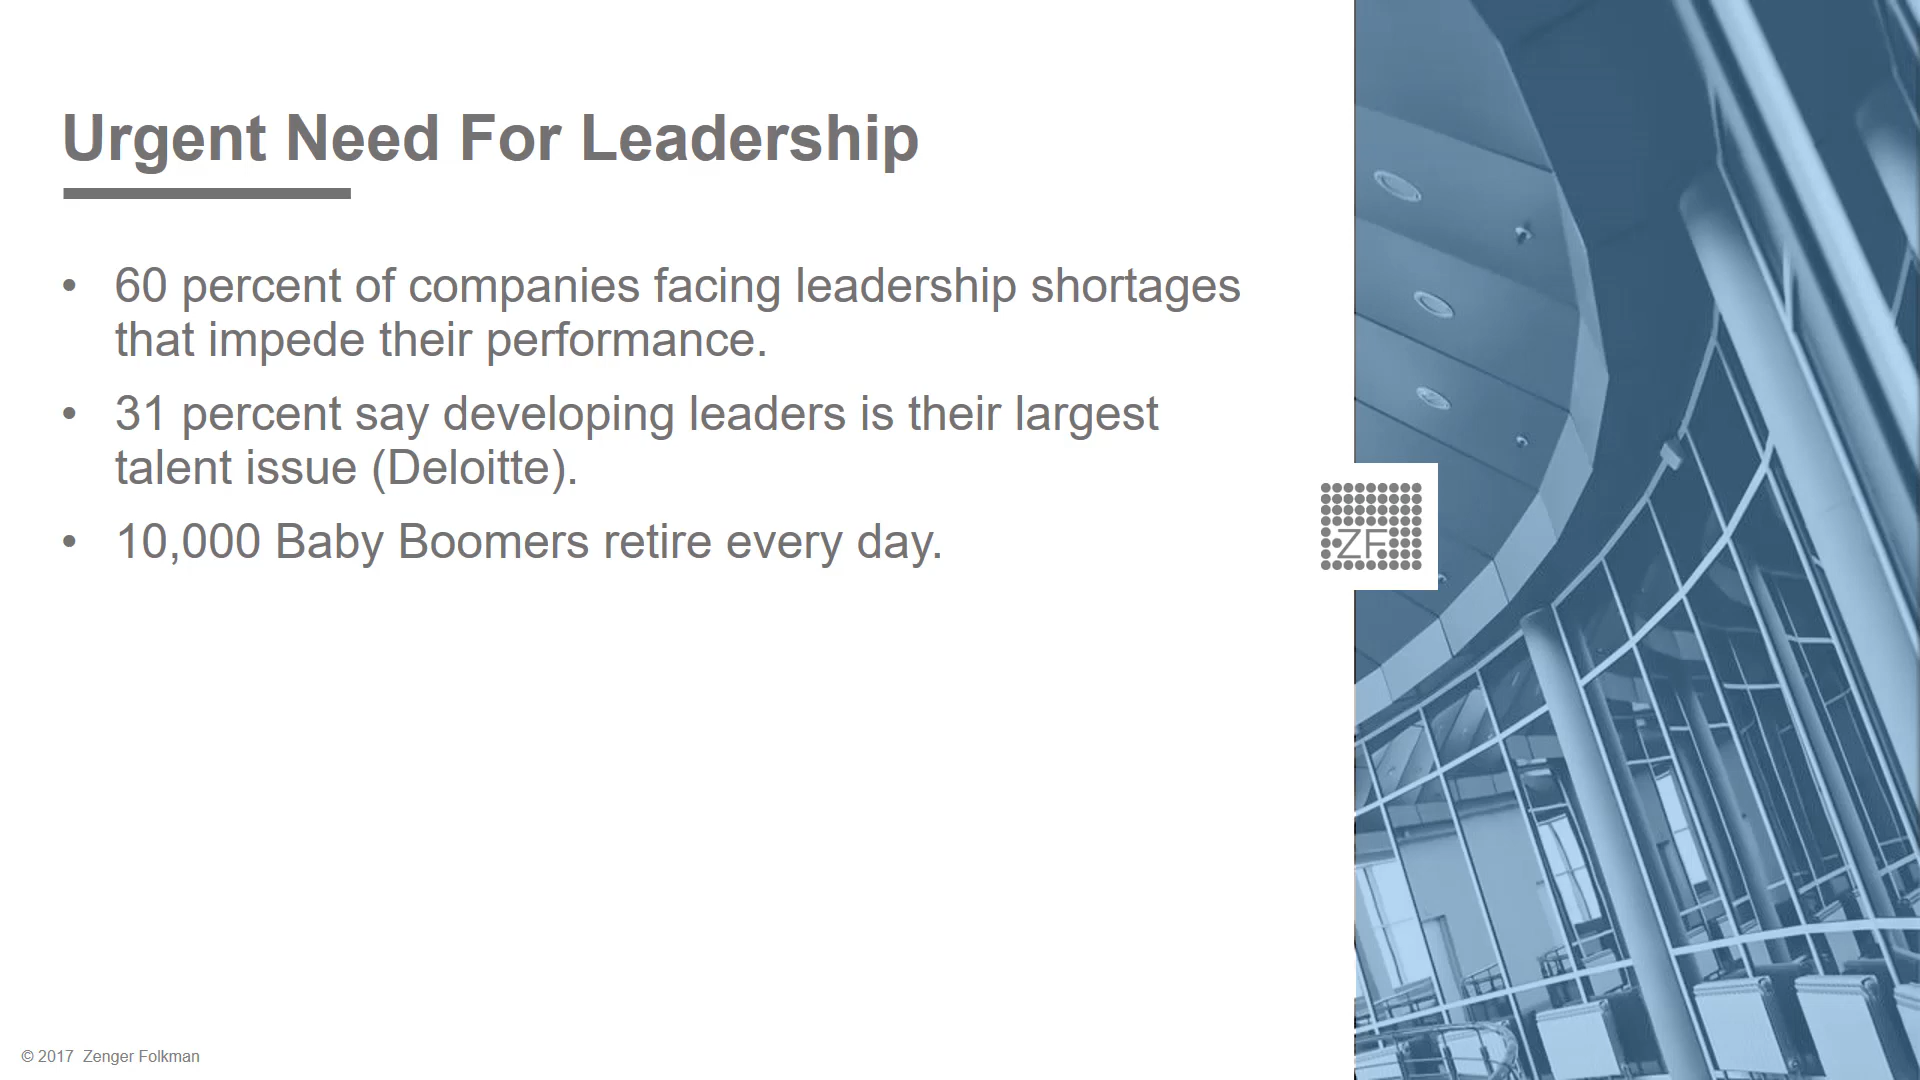 Urgent Need For Leadership
• 60 percent of companies facing leadership shortages
that impede their performance.
• 31 percent say developing leaders is their largest
talent issue (Deloitte).
• 10,000 Baby Boomers retire every day.
ZF
© 2017 Zenger Folkman